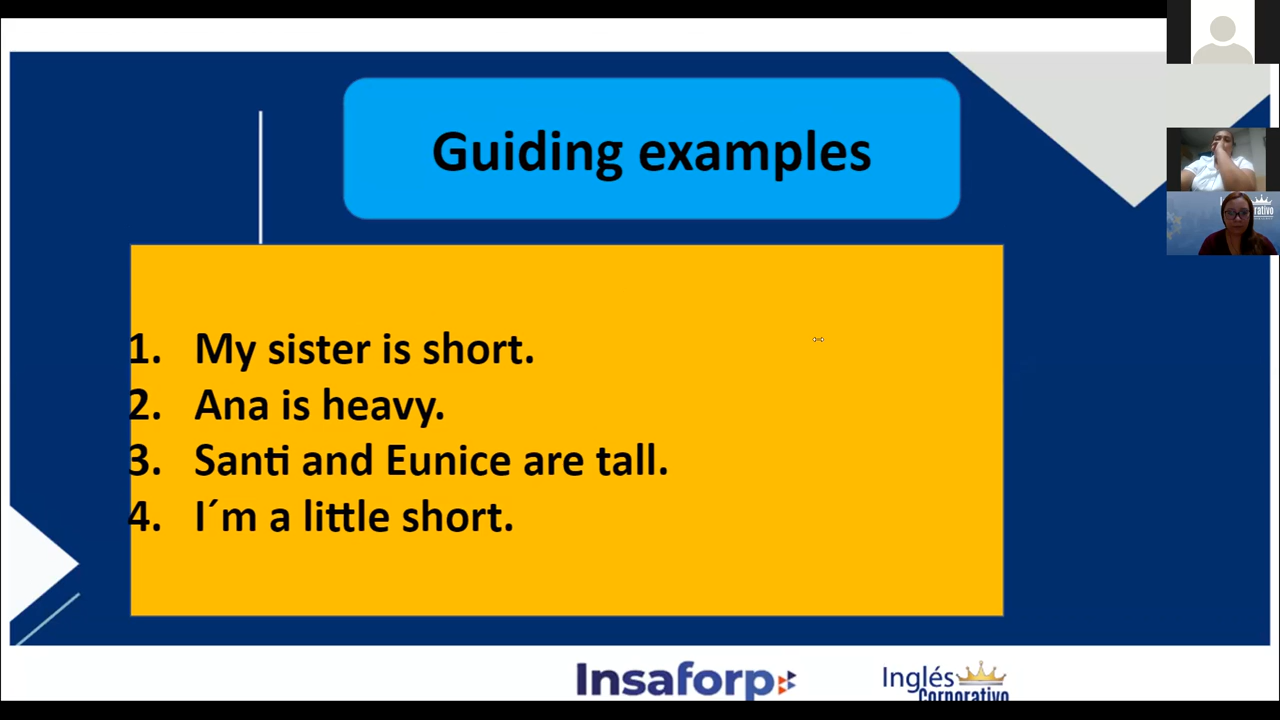 Guiding examples
1. My sister is short.
2. Ana is heavy.
3. Santi and Eunice are tall.
4. I´m a little short.
Insaforp
Inglés
Corporativo